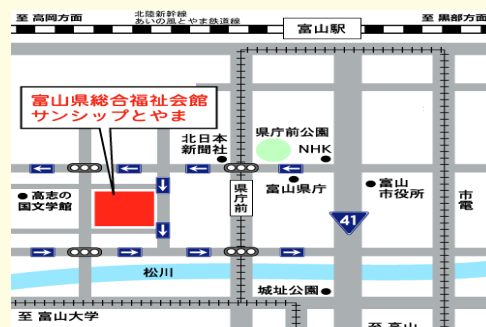 至 高岡方面
北陸新幹線
あいの風とやま鉄道線
富山駅
至 黒部方面
富山県総合福祉会館
サンシップとやま
北日本
新聞社
県庁前公園
NHK
高志の
国文学館
県庁前
富山県庁
富山
市役所
市電
41
松川
城址公園
至 富山大学
至 高山